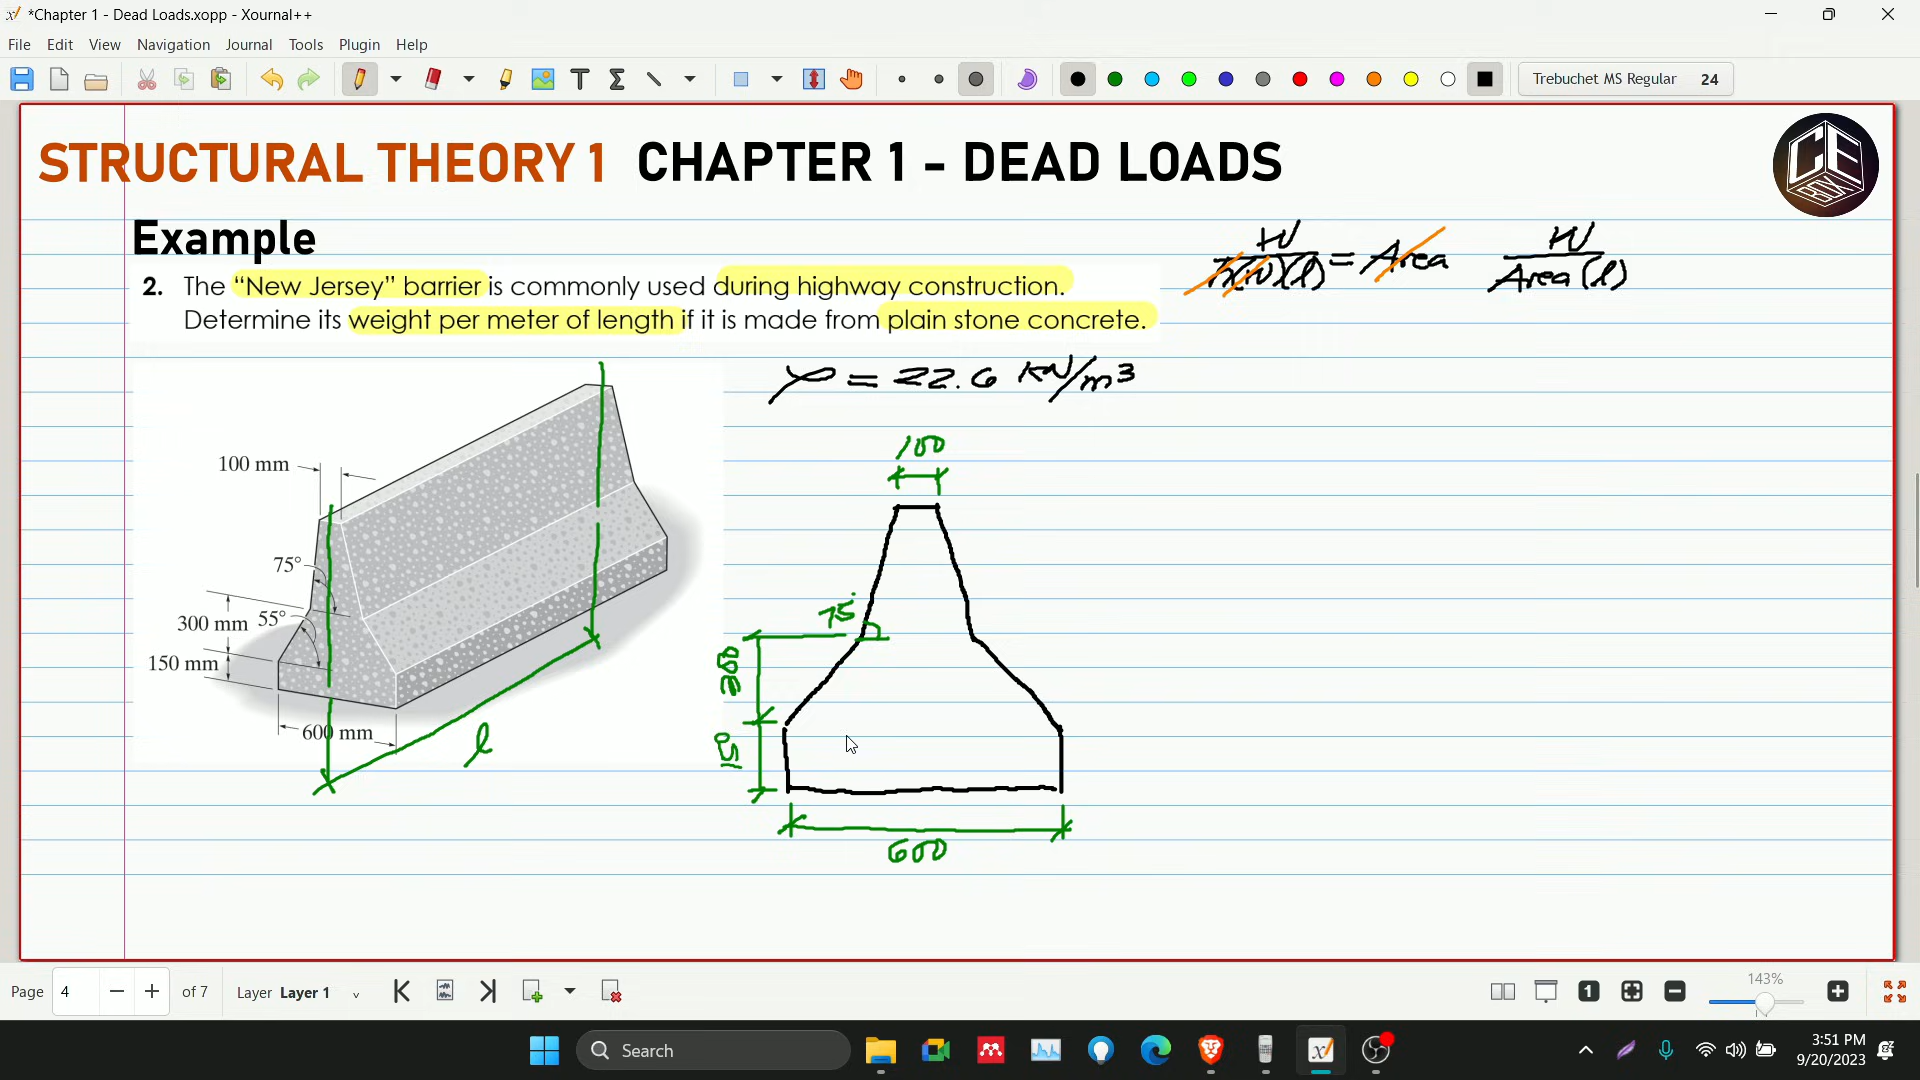 *Chapter 1 - Dead Loads.xopp - Xournal++
File Edit View Navigation Journal Tools Plugin Help
Trebuchet MS Regular 24
STRUCTURAL THEORY 1 CHAPTER 1 - DEAD LOADS
CE
Example
2. The “New Jersey” barrier is commonly used during highway construction.
Determine its weight per meter of length if it is made from plain stone concrete.
W
= Area
W
Area (l)
γ = 22.6 kN/m³
100
100 mm
75°
75°
300 mm
55°
300
150 mm
150
600 mm
l
600
Page 4 of 7 Layer Layer 1
1
143%
Search
3:51 PM
9/20/2023